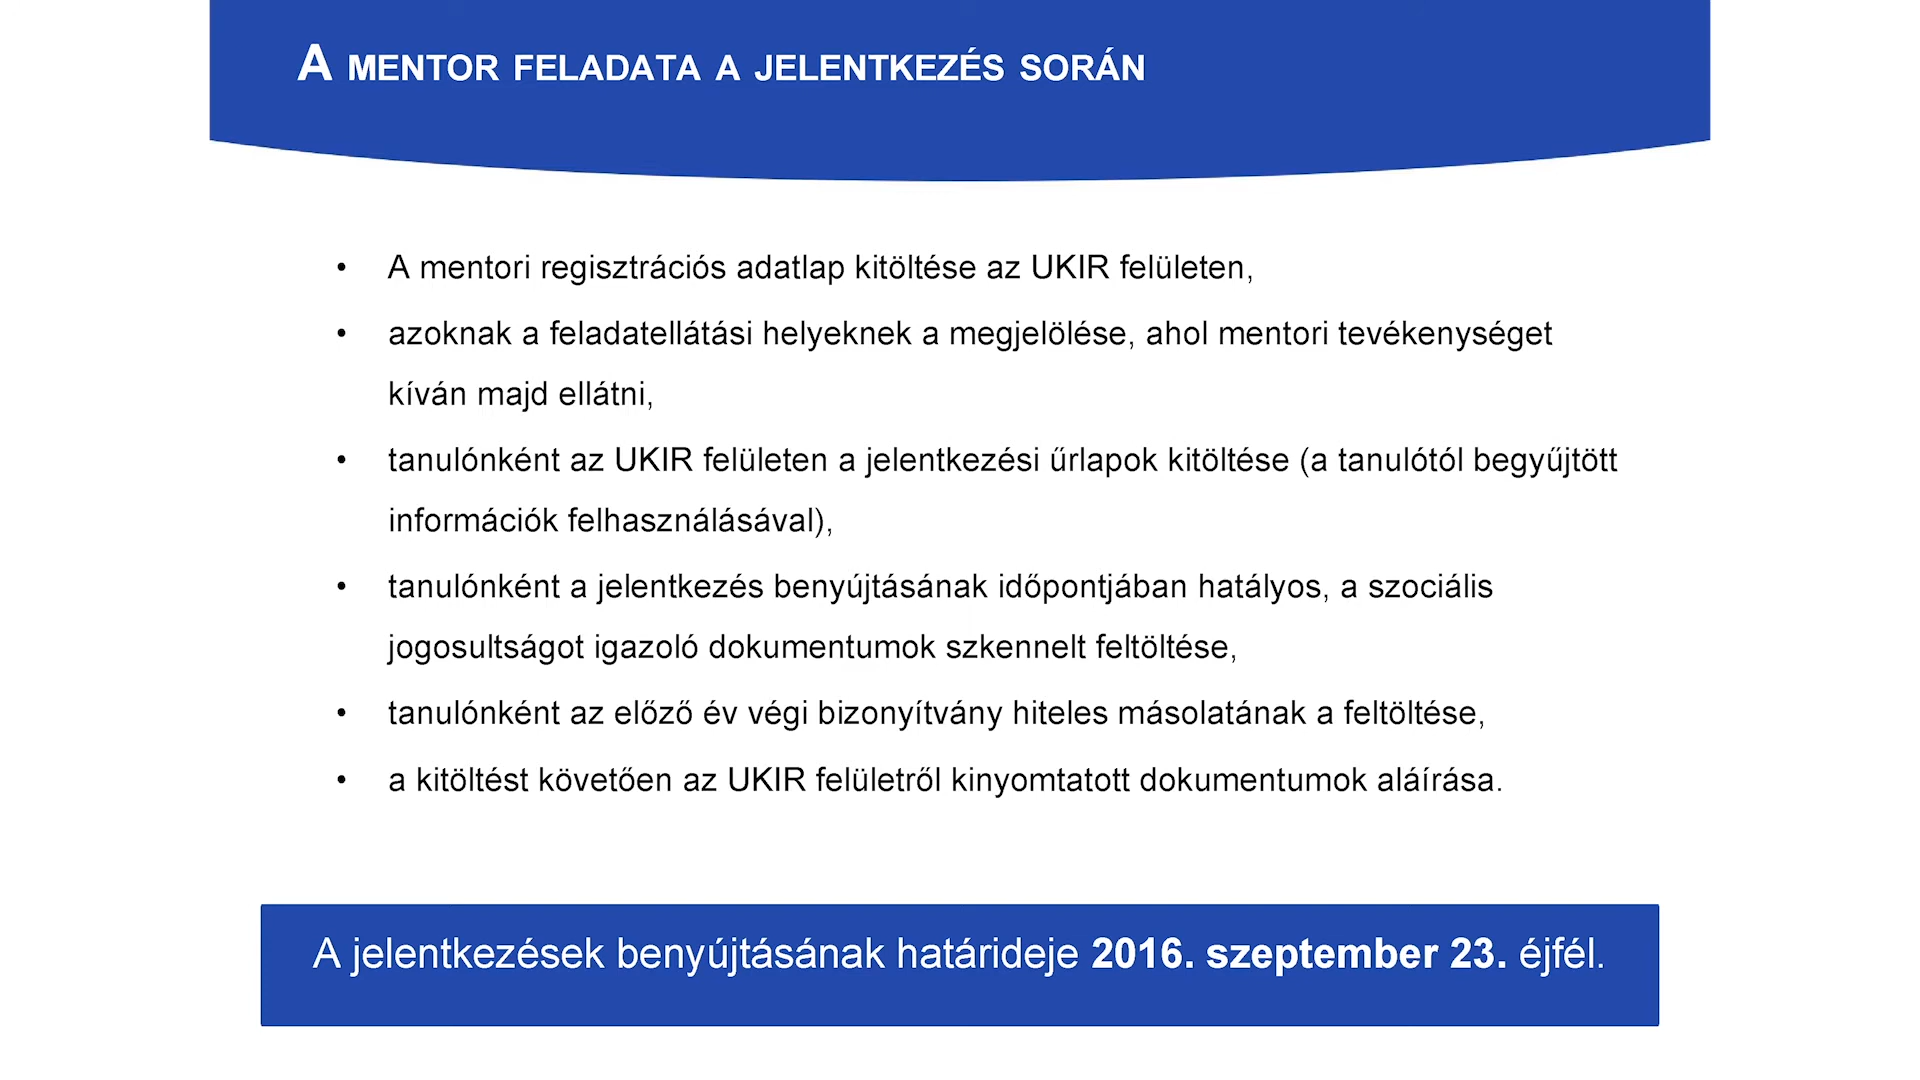 A MENTOR FELADATA A JELENTKEZÉS SORÁN
• A mentori regisztrációs adatlap kitöltése az UKIR felületen,
• azoknak a feladatellátási helyeknek a megjelölése, ahol mentori tevékenységet
kíván majd ellátni,
• tanulónként az UKIR felületen a jelentkezési űrlapok kitöltése (a tanulótól begyűjtött
információk felhasználásával),
• tanulónként a jelentkezés benyújtásának időpontjában hatályos, a szociális
jogosultságot igazoló dokumentumok szkennelt feltöltése,
• tanulónként az előző év végi bizonyítvány hiteles másolatának a feltöltése,
• a kitöltést követően az UKIR felületről kinyomtatott dokumentumok aláírása.
A jelentkezések benyújtásának határideje 2016. szeptember 23. éjfél.